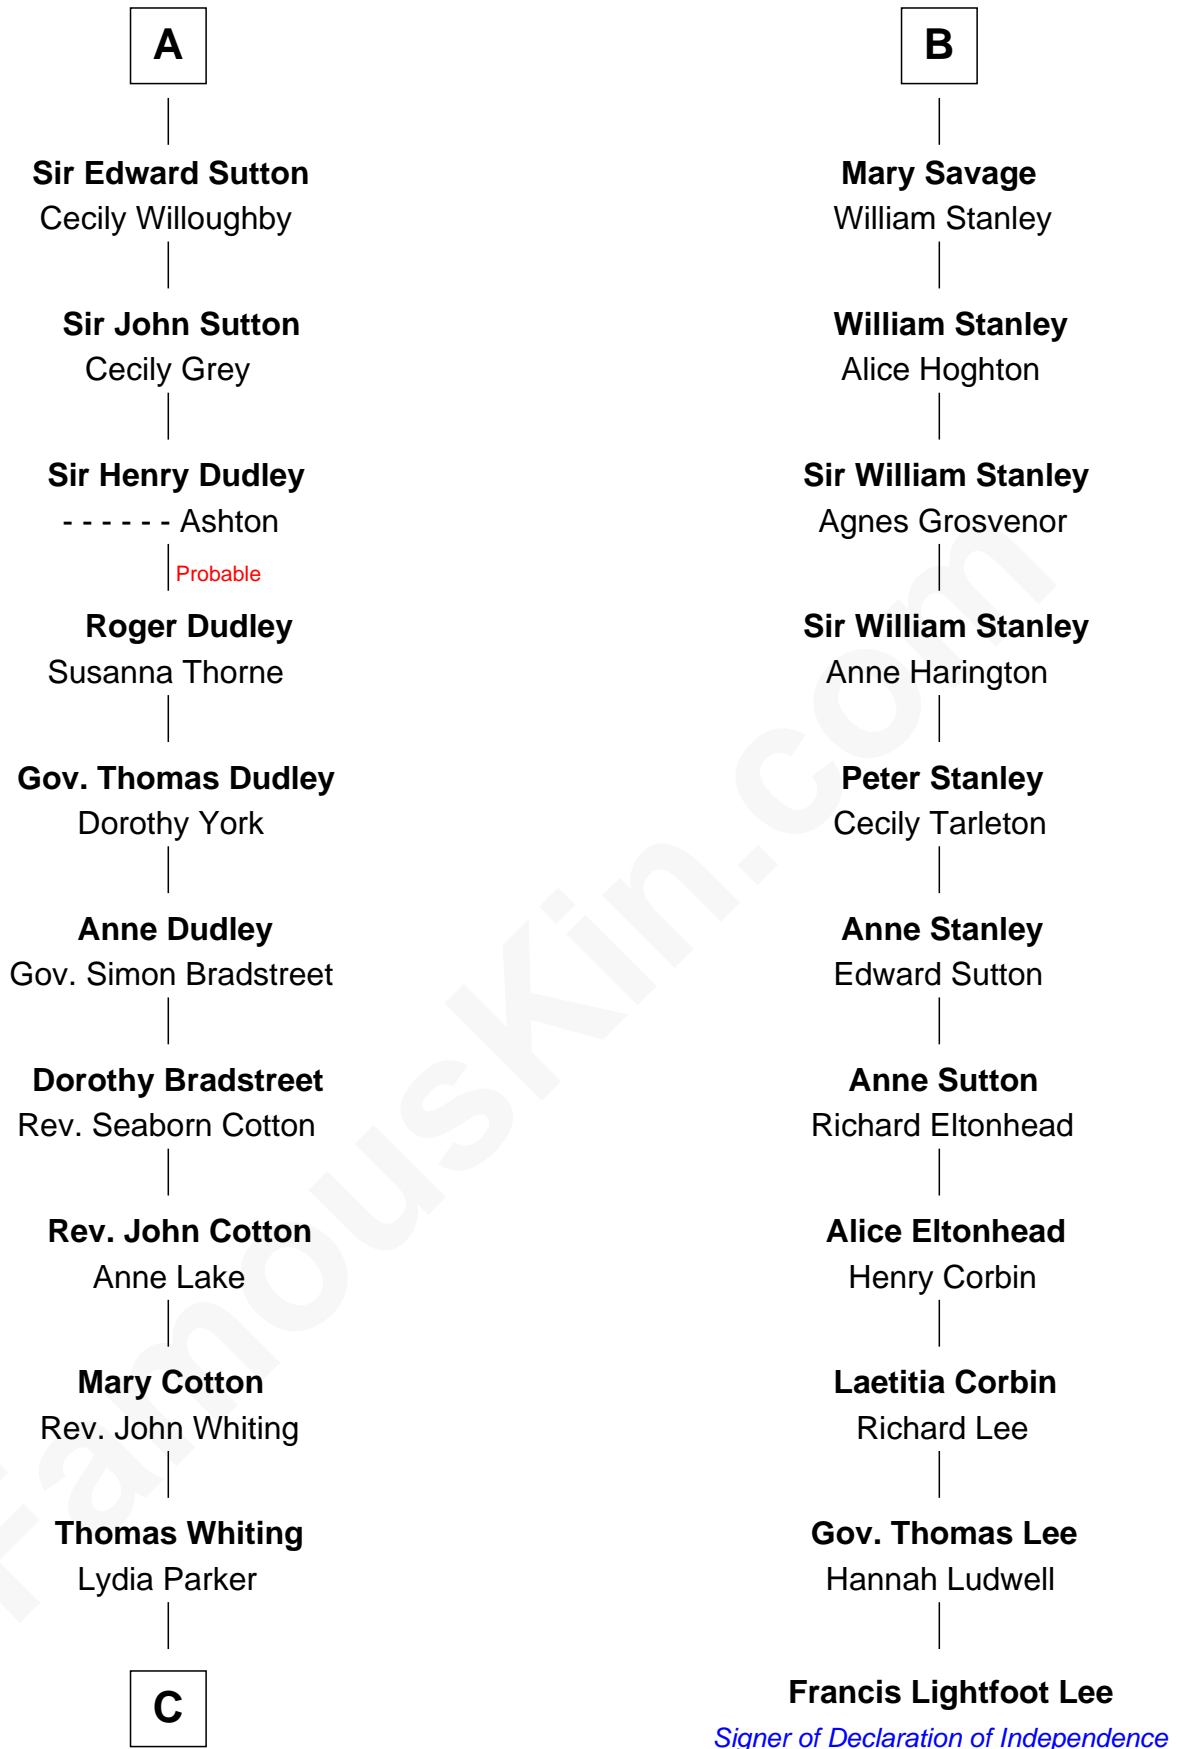 A
Sir Edward Sutton
Cecily Willoughby
Sir John Sutton
Cecily Grey
Sir Henry Dudley
- - - - - - Ashton
Probable
Roger Dudley
Susanna Thorne
Gov. Thomas Dudley
Dorothy York
Anne Dudley
Gov. Simon Bradstreet
Dorothy Bradstreet
Rev. Seaborn Cotton
Rev. John Cotton
Anne Lake
Mary Cotton
Rev. John Whiting
Thomas Whiting
Lydia Parker
C
B
Mary Savage
William Stanley
William Stanley
Alice Hoghton
Sir William Stanley
Agnes Grosvenor
Sir William Stanley
Anne Harington
Peter Stanley
Cecily Tarleton
Anne Stanley
Edward Sutton
Anne Sutton
Richard Eltonhead
Alice Eltonhead
Henry Corbin
Laetitia Corbin
Richard Lee
Gov. Thomas Lee
Hannah Ludwell
Francis Lightfoot Lee
Signer of Declaration of Independence
FamousKin.com